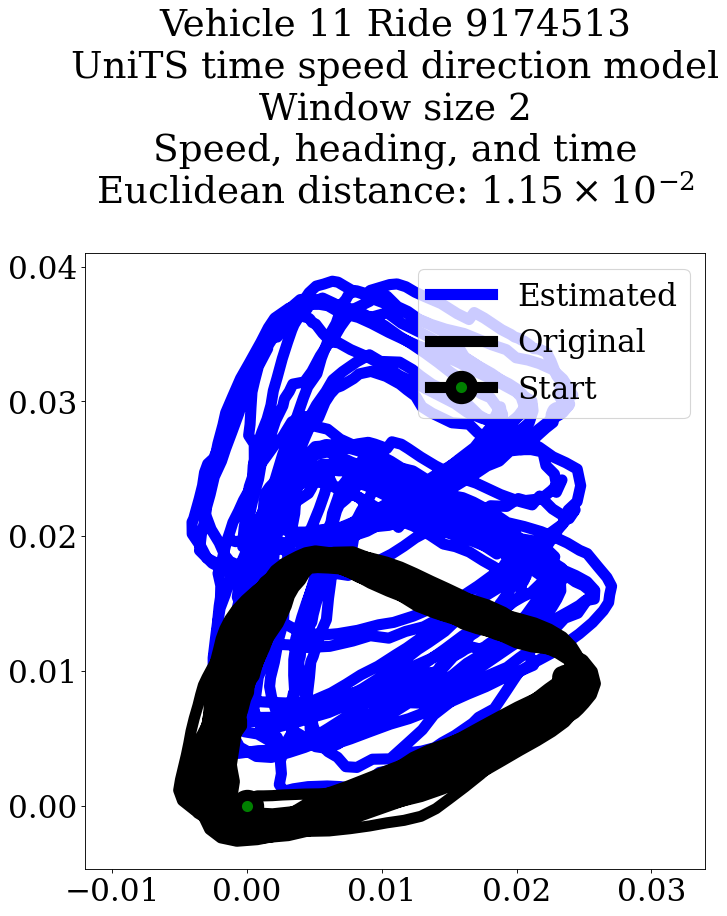 Vehicle 11 Ride 9174513
UniTS time speed direction model
Window size 2
Speed, heading, and time
Euclidean distance: 1.15 × 10⁻²
Estimated
Original
Start
0.04
0.03
0.02
0.01
0.00
−0.01 0.00 0.01 0.02 0.03